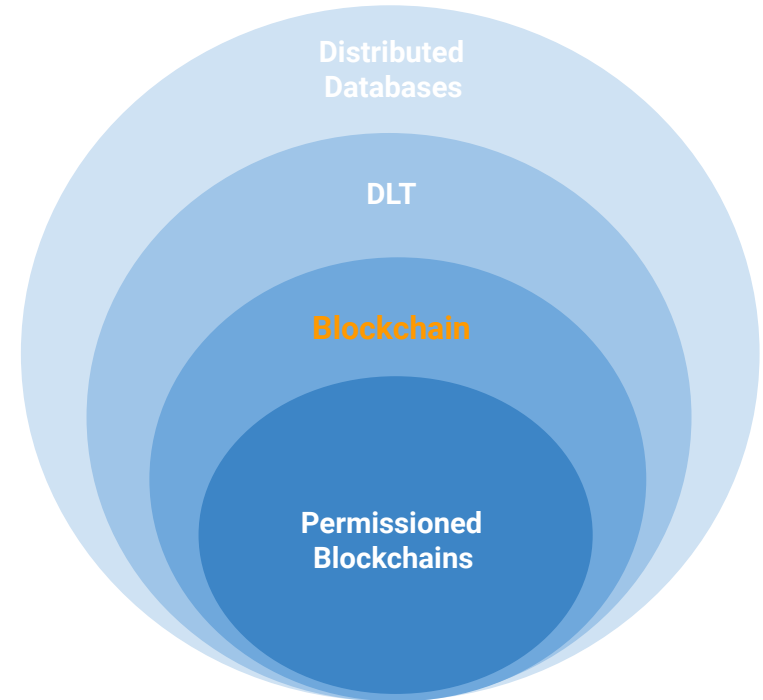 Distributed
Databases
DLT
Blockchain
Permissioned
Blockchains